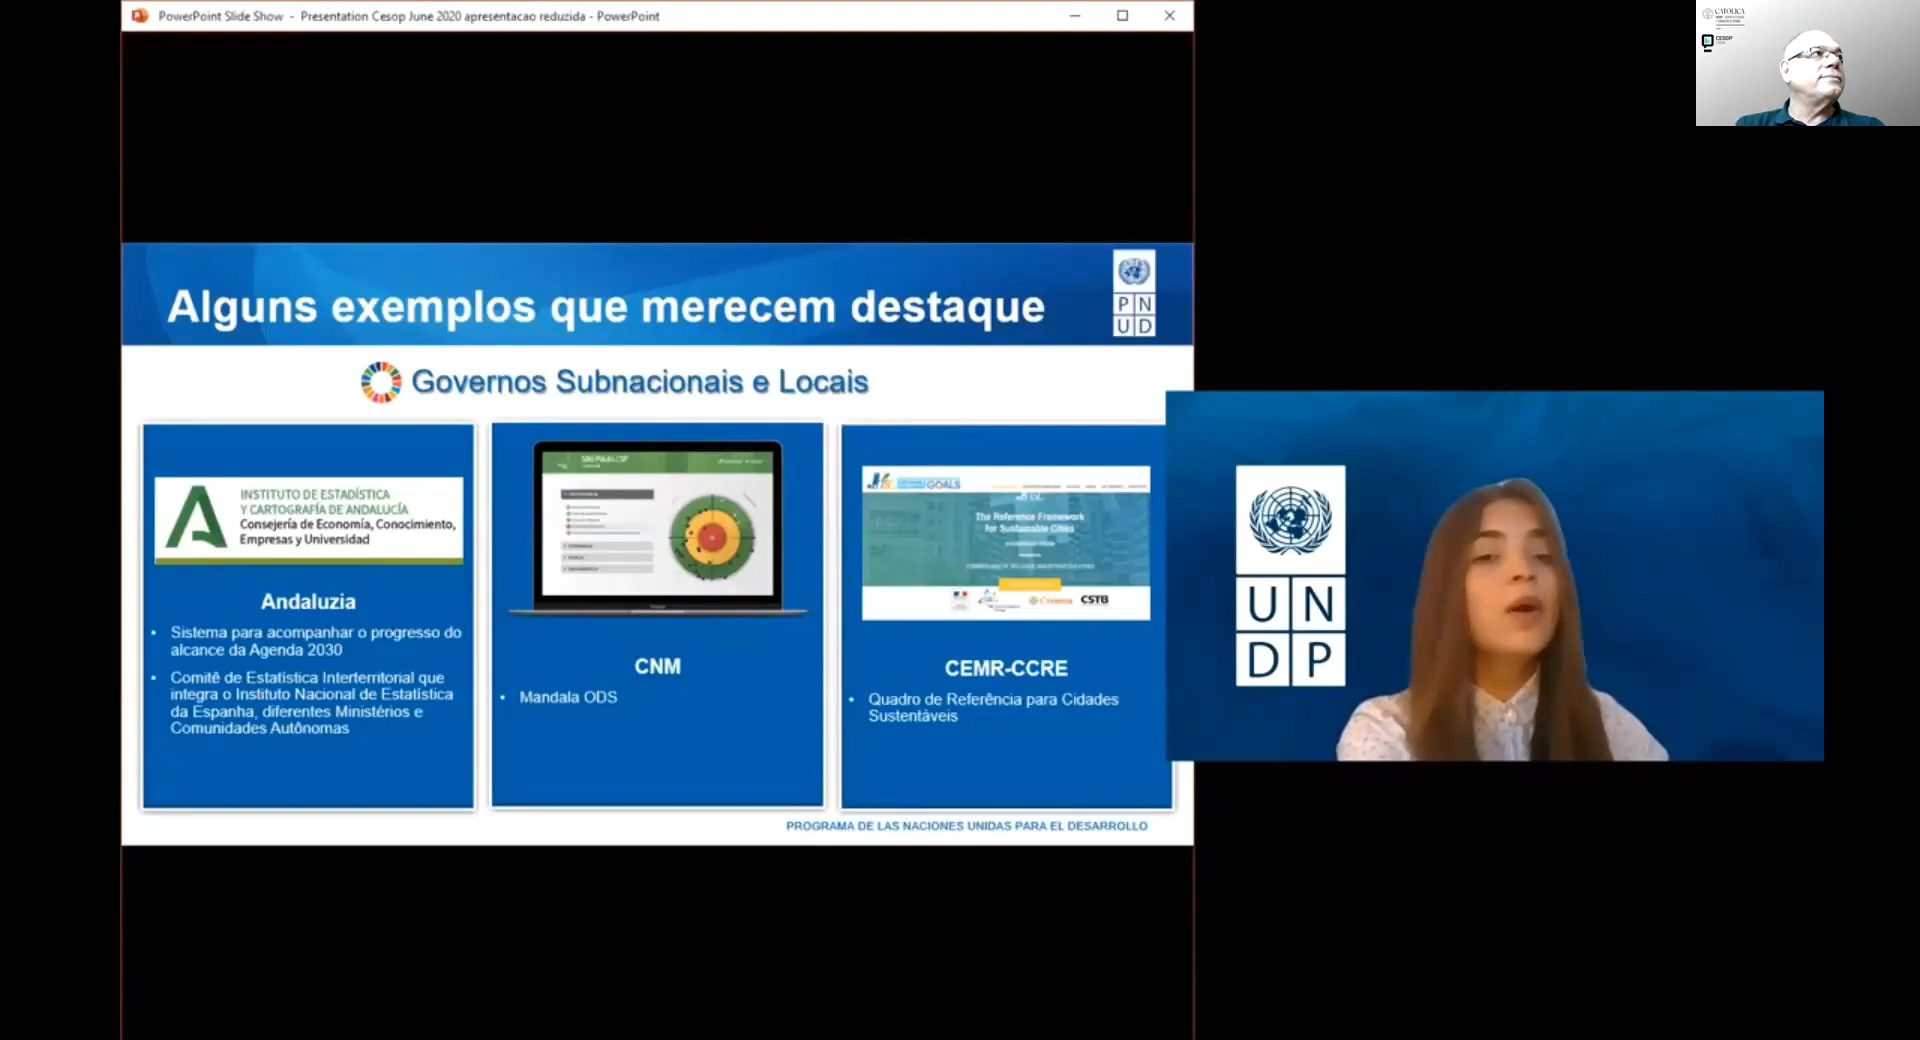 PowerPoint Slide Show - Presentation Cesop June 2020 apresentacao reduzida - PowerPoint
CATOLICA
CESOP
Alguns exemplos que merecem destaque
P N
U D
Governos Subnacionais e Locais
INSTITUTO DE ESTADÍSTICA
Y CARTOGRAFÍA DE ANDALUCÍA
Consejería de Economía, Conocimiento,
Empresas y Universidad
Andaluzia
• Sistema para acompanhar o progresso do
alcance da Agenda 2030
• Comitê de Estatística Interterritorial que
integra o Instituto Nacional de Estatística
da Espanha, diferentes Ministérios e
Comunidades Autônomas
CNM
• Mandala ODS
GOALS
The Reference Framework
for Sustainable Cities
CSTB
CEMR-CCRE
• Quadro de Referência para Cidades
Sustentáveis
PROGRAMA DE LAS NACIONES UNIDAS PARA EL DESARROLLO
U N
D P